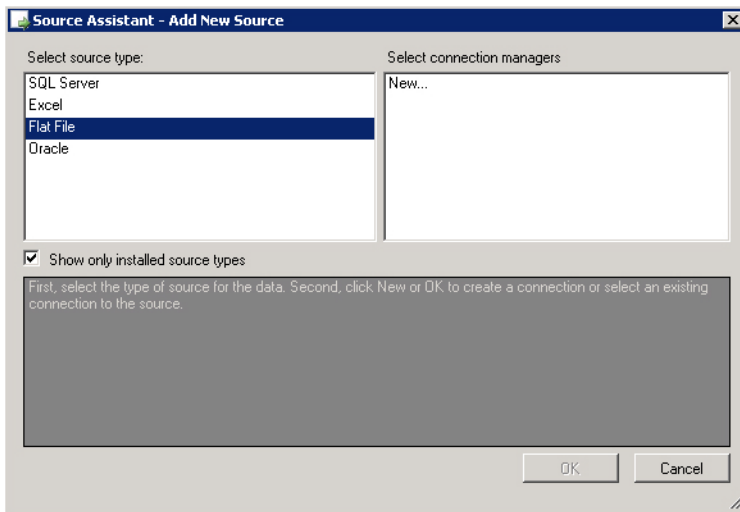 Source Assistant - Add New Source
Select source type:
Select connection managers
SQL Server
Excel
Flat File
Oracle
New...
Show only installed source types
First, select the type of source for the data. Second, click New or OK to create a connection or select an existing
connection to the source.
OK
Cancel